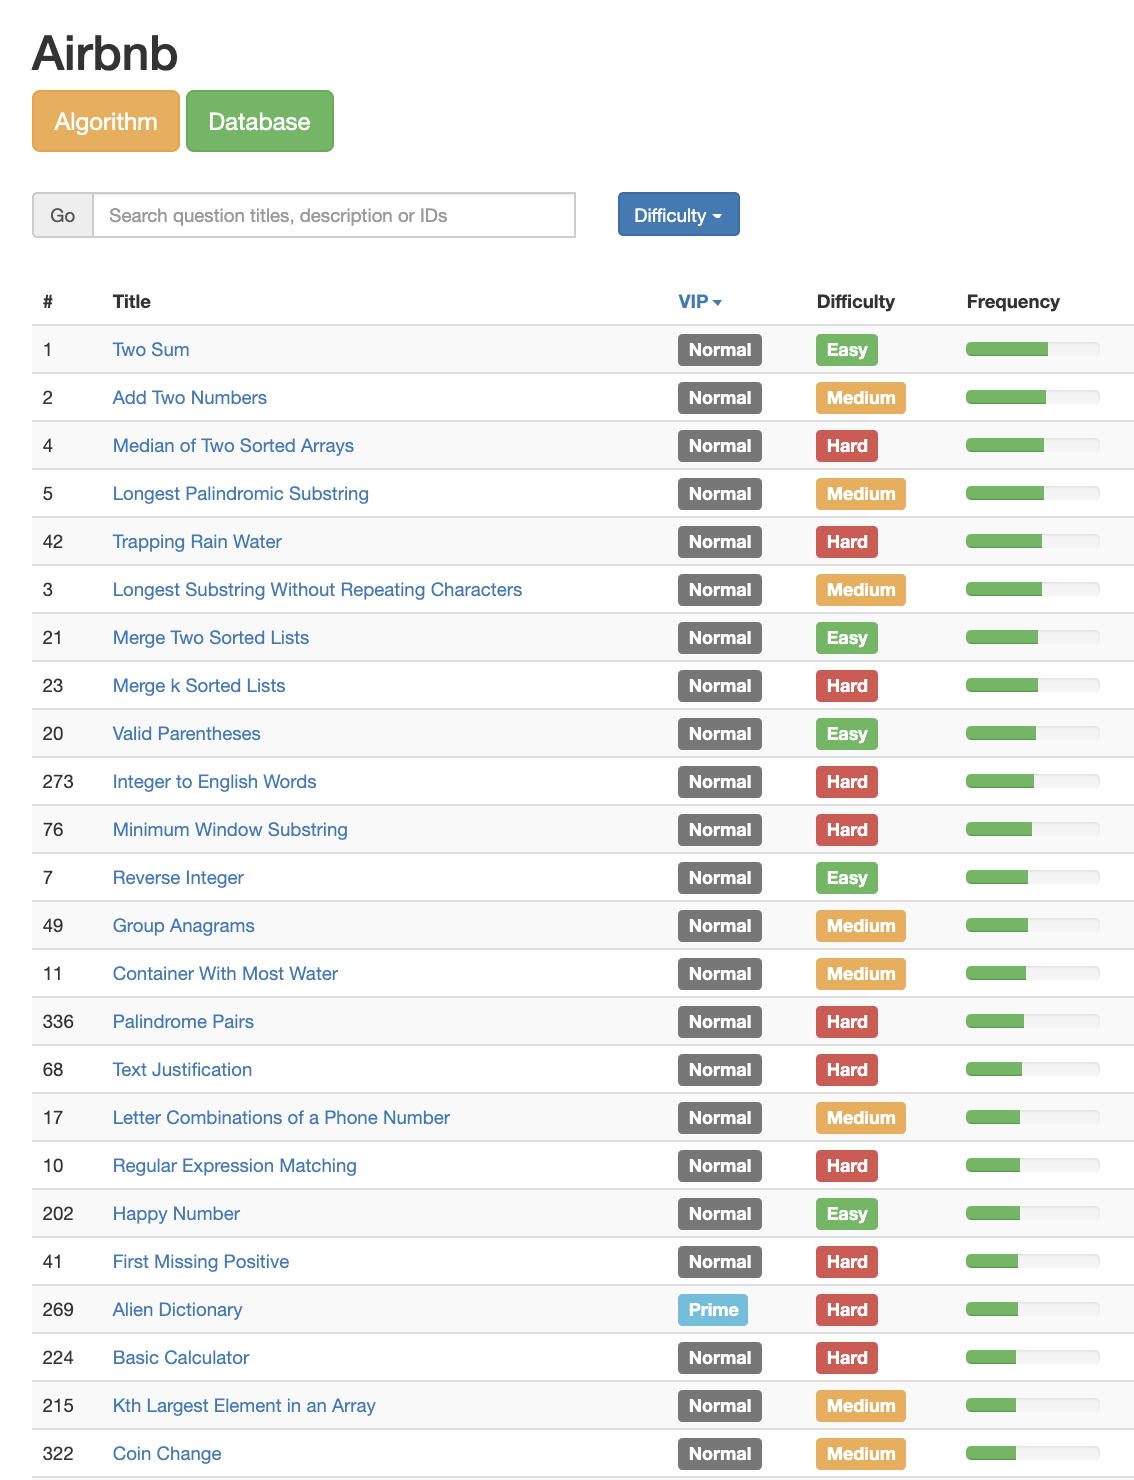 Airbnb
Algorithm Database
Go Search question titles, description or IDs Difficulty
# Title VIP Difficulty Frequency
1 Two Sum Normal Easy
2 Add Two Numbers Normal Medium
4 Median of Two Sorted Arrays Normal Hard
5 Longest Palindromic Substring Normal Medium
42 Trapping Rain Water Normal Hard
3 Longest Substring Without Repeating Characters Normal Medium
21 Merge Two Sorted Lists Normal Easy
23 Merge k Sorted Lists Normal Hard
20 Valid Parentheses Normal Easy
273 Integer to English Words Normal Hard
76 Minimum Window Substring Normal Hard
7 Reverse Integer Normal Easy
49 Group Anagrams Normal Medium
11 Container With Most Water Normal Medium
336 Palindrome Pairs Normal Hard
68 Text Justification Normal Hard
17 Letter Combinations of a Phone Number Normal Medium
10 Regular Expression Matching Normal Hard
202 Happy Number Normal Easy
41 First Missing Positive Normal Hard
269 Alien Dictionary Prime Hard
224 Basic Calculator Normal Hard
215 Kth Largest Element in an Array Normal Medium
322 Coin Change Normal Medium